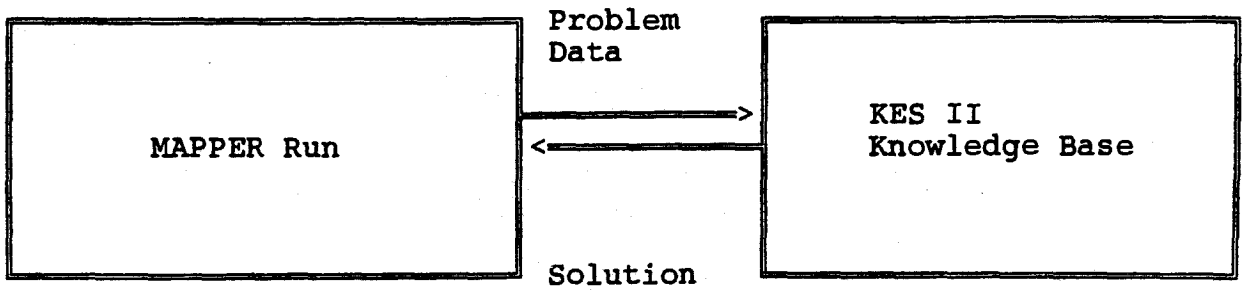 Problem
Data
MAPPER Run
KES II
Knowledge Base
Solution